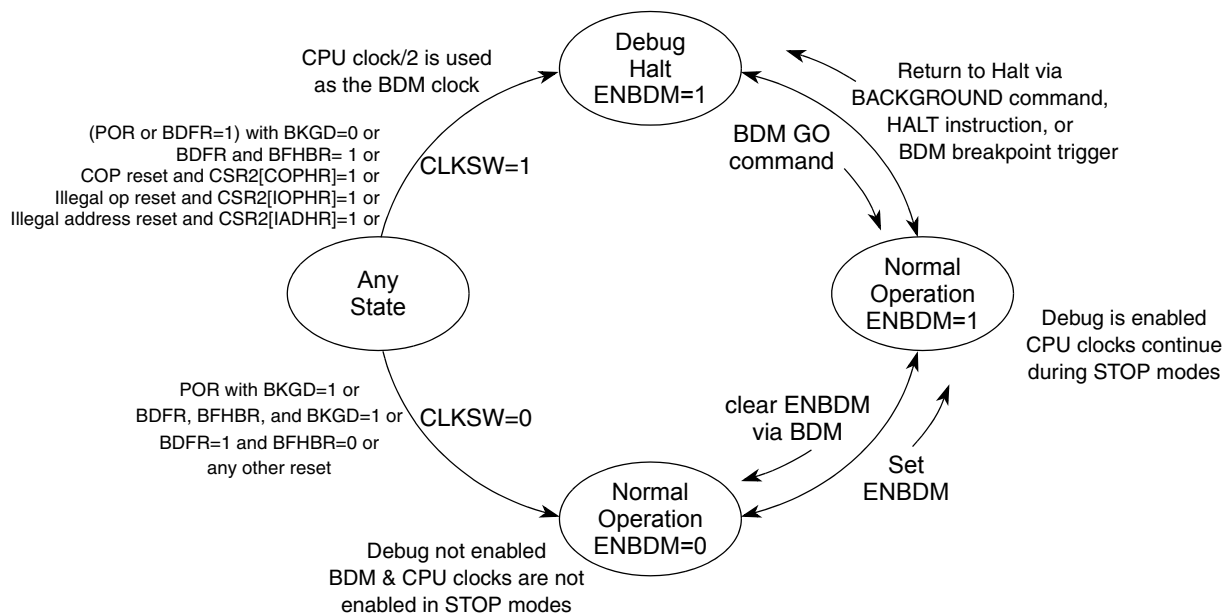 CPU clock/2 is used
as the BDM clock
Debug
Halt
ENBDM=1
Return to Halt via
BACKGROUND command,
HALT instruction, or
BDM breakpoint trigger
(POR or BDFR=1) with BKGD=0 or
BDFR and BFHBR= 1 or
COP reset and CSR2[COPHR]=1 or
Illegal op reset and CSR2[IOPHR]=1 or
Illegal address reset and CSR2[IADHR]=1 or
CLKSW=1
BDM GO
command
Any
State
Normal
Operation
ENBDM=1
Debug is enabled
CPU clocks continue
during STOP modes
POR with BKGD=1 or
BDFR, BFHBR, and BKGD=1 or
BDFR=1 and BFHBR=0 or
any other reset
CLKSW=0
clear ENBDM
via BDM
Set
ENBDM
Normal
Operation
ENBDM=0
Debug not enabled
BDM & CPU clocks are not
enabled in STOP modes